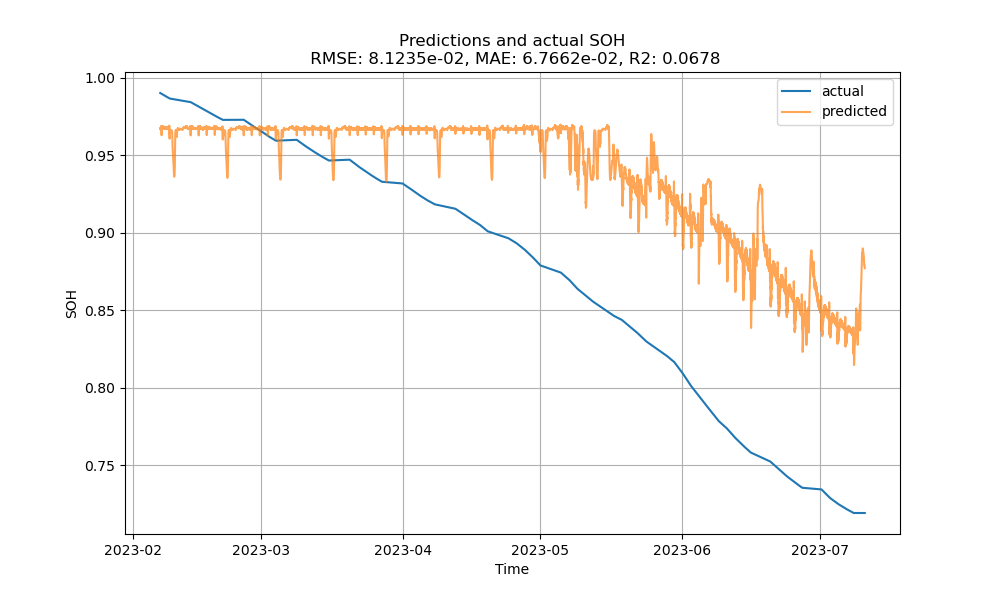 Predictions and actual SOH
RMSE: 8.1235e-02, MAE: 6.7662e-02, R2: 0.0678
actual
predicted
1.00
0.95
0.90
0.85
0.80
0.75
SOH
2023-02
2023-03
2023-04
2023-05
2023-06
2023-07
Time